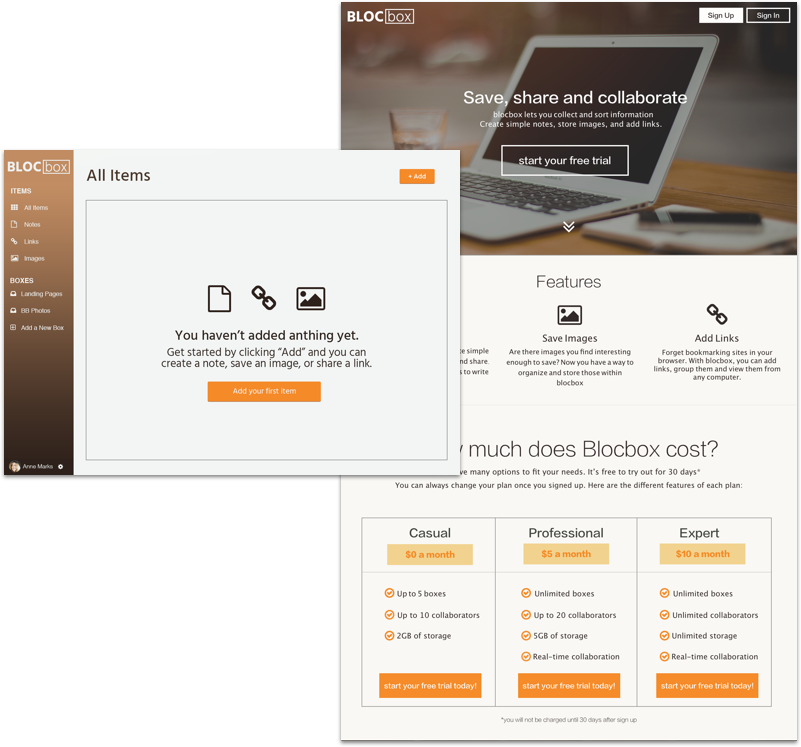 BLOCbox
Sign Up
Sign In
Save, share and collaborate
blocbox lets you collect and sort information
Create simple notes, store images, and add links.
start your free trial
BLOCbox
ITEMS
All Items
Notes
Links
Images
BOXES
Landing Pages
BB Photos
Add a New Box
Anne Marks
All Items
+ Add
You haven't added anthing yet.
Get started by clicking “Add” and you can
create a note, save an image, or share a link.
Add your first item
Features
simple
and share
to write
Save Images
Are there images you find interesting
enough to save? Now you have a way to
organize and store those within
blocbox
Add Links
Forget bookmarking sites in your
browser. With blocbox, you can add
links, group them and view them from
any computer.
much does Blocbox cost?
have many options to fit your needs. It's free to try out for 30 days*
You can always change your plan once you signed up. Here are the different features of each plan:
Casual
$0 a month
Up to 5 boxes
Up to 10 collaborators
2GB of storage
start your free trial today!
Professional
$5 a month
Unlimited boxes
Up to 20 collaborators
5GB of storage
Real-time collaboration
start your free trial today!
Expert
$10 a month
Unlimited boxes
Unlimited collaborators
Unlimited storage
Real-time collaboration
start your free trial today!
*you will not be charged until 30 days after sign up